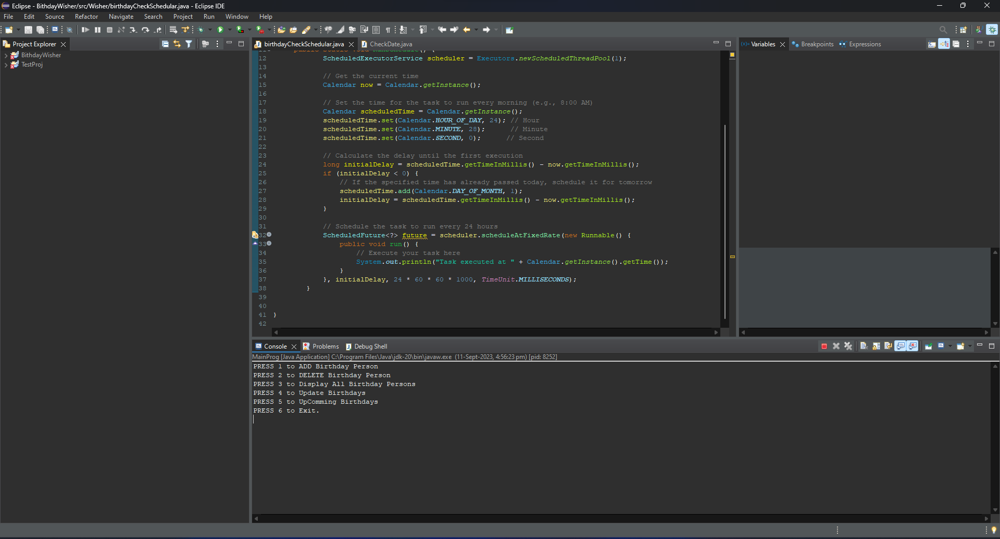 Eclipse - BithdayWisher/src/Wisher/birthdayCheckSchedular.java - Eclipse IDE
File Edit Source Refactor Navigate Search Project Run Window Help
Project Explorer
BithdayWisher
TestProj
birthdayCheckSchedular.java CheckDate.java
12 ScheduledExecutorService scheduler = Executors.newScheduledThreadPool(1);
13
14 // Get the current time
15 Calendar now = Calendar.getInstance();
16
17 // Set the time for the task to run every morning (e.g., 8:00 AM)
18 Calendar scheduledTime = Calendar.getInstance();
19 scheduledTime.set(Calendar.HOUR_OF_DAY, 24); // Hour
20 scheduledTime.set(Calendar.MINUTE, 28); // Minute
21 scheduledTime.set(Calendar.SECOND, 0); // Second
22
23 // Calculate the delay until the first execution
24 long initialDelay = scheduledTime.getTimeInMillis() - now.getTimeInMillis();
25 if (initialDelay < 0) {
26 // If the specified time has already passed today, schedule it for tomorrow
27 scheduledTime.add(Calendar.DAY_OF_MONTH, 1);
28 initialDelay = scheduledTime.getTimeInMillis() - now.getTimeInMillis();
29 }
30
31 // Schedule the task to run every 24 hours
32 ScheduledFuture<?> future = scheduler.scheduleAtFixedRate(new Runnable() {
33 public void run() {
34 // Execute your task here
35 System.out.println("Task executed at " + Calendar.getInstance().getTime());
36 }
37 }, initialDelay, 24 * 60 * 60 * 1000, TimeUnit.MILLISECONDS);
38 }
39
40
41 }
42
(x)= Variables Breakpoints Expressions
Console Problems Debug Shell
MainProg [Java Application] C:\Program Files\Java\jdk-20\bin\javaw.exe (11-Sept-2023, 4:56:23 pm) [pid: 8252]
PRESS 1 to ADD Birthday Person
PRESS 2 to DELETE Birthday Person
PRESS 3 to Display All Birthday Persons
PRESS 4 to Update Birthdays
PRESS 5 to UpComming Birthdays
PRESS 6 to Exit.